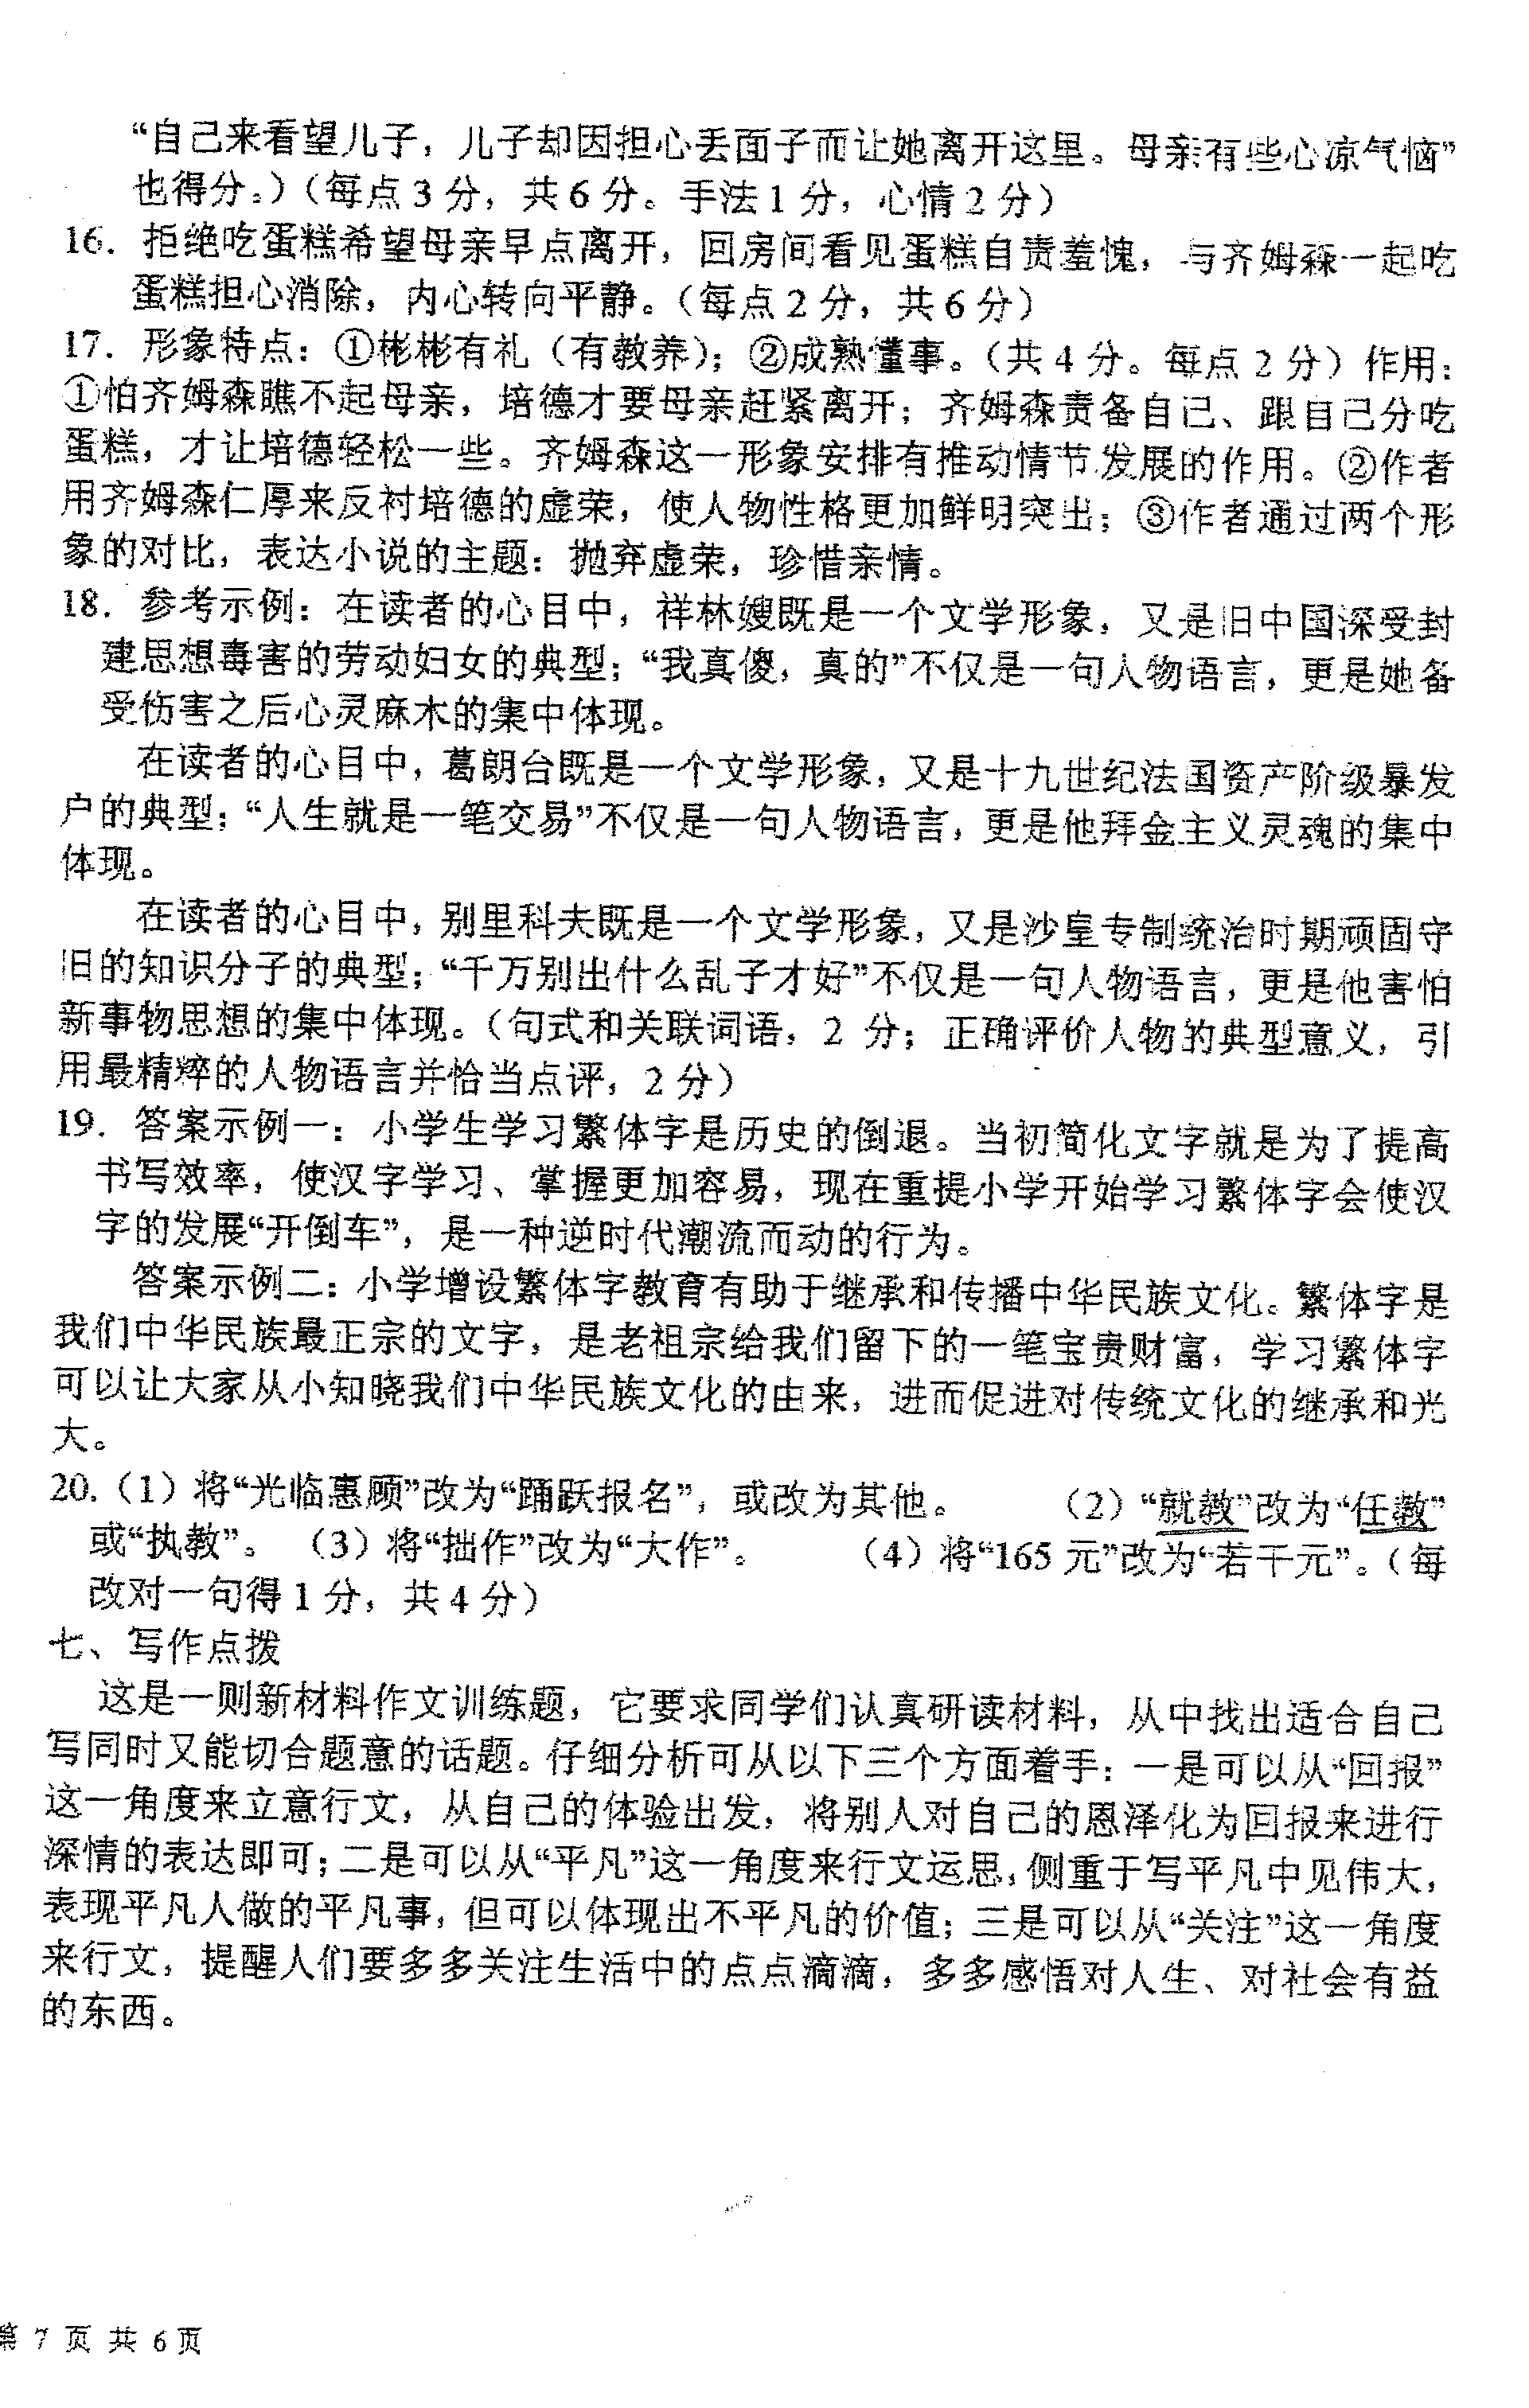 “自己来看望儿子，儿子却因担心丢面子而让她离开这里。母亲有些心凉气恼”
也得分。）（每点 3 分，共 6 分。手法 1 分，心情 2 分）
16. 拒绝吃蛋糕希望母亲早点离开，回房间看见蛋糕自责羞愧，与齐姆森一起吃
蛋糕担心消除，内心转向平静。（每点 2 分，共 6 分）
17. 形象特点：①彬彬有礼（有教养）；②成熟懂事。（共 4 分。每点 2 分）作用：
①怕齐姆森瞧不起母亲，培德才要母亲赶紧离开；齐姆森责备自己、跟自己分吃
蛋糕，才让培德轻松一些。齐姆森这一形象安排有推动情节发展的作用。②作者
用齐姆森仁厚来反衬培德的虚荣，使人物性格更加鲜明突出；③作者通过两个形
象的对比，表达小说的主题：抛弃虚荣，珍惜亲情。
18. 参考示例：在读者的心目中，祥林嫂既是一个文学形象，又是旧中国深受封
建思想毒害的劳动妇女的典型；“我真傻，真的”不仅是一句人物语言，更是她备
受伤害之后心灵麻木的集中体现。
在读者的心目中，葛朗台既是一个文学形象，又是十九世纪法国资产阶级暴发
户的典型；“人生就是一笔交易”不仅是一句人物语言，更是他拜金主义灵魂的集中
体现。
在读者的心目中，别里科夫既是一个文学形象，又是沙皇专制统治时期顽固守
旧的知识分子的典型；“千万别出什么乱子才好”不仅是一句人物语言，更是他害怕
新事物思想的集中体现。（句式和关联词语，2 分；正确评价人物的典型意义，引
用最精粹的人物语言并恰当点评，2 分）
19. 答案示例一：小学生学习繁体字是历史的倒退。当初简化文字就是为了提高
书写效率，使汉字学习、掌握更加容易，现在重提小学开始学习繁体字会使汉
字的发展“开倒车”，是一种逆时代潮流而动的行为。
答案示例二：小学增设繁体字教育有助于继承和传播中华民族文化。繁体字是
我们中华民族最正宗的文字，是老祖宗给我们留下的一笔宝贵财富，学习繁体字
可以让大家从小知晓我们中华民族文化的由来，进而促进对传统文化的继承和光
大。
20.（1）将“光临惠顾”改为“踊跃报名”，或改为其他。 （2）“就教”改为“任教”
或“执教”。 （3）将“拙作”改为“大作”。 （4）将“165 元”改为“若干元”。（每
改对一句得 1 分，共 4 分）
七、写作点拨
这是一则新材料作文训练题，它要求同学们认真研读材料，从中找出适合自己
写同时又能切合题意的话题。仔细分析可从以下三个方面着手：一是可以从“回报”
这一角度来立意行文，从自己的体验出发，将别人对自己的恩泽化为回报来进行
深情的表达即可；二是可以从“平凡”这一角度来行文运思，侧重于写平凡中见伟大，
表现平凡人做的平凡事，但可以体现出不平凡的价值；三是可以从“关注”这一角度
来行文，提醒人们要多多关注生活中的点点滴滴，多多感悟对人生、对社会有益
的东西。
第 7 页 共 6 页